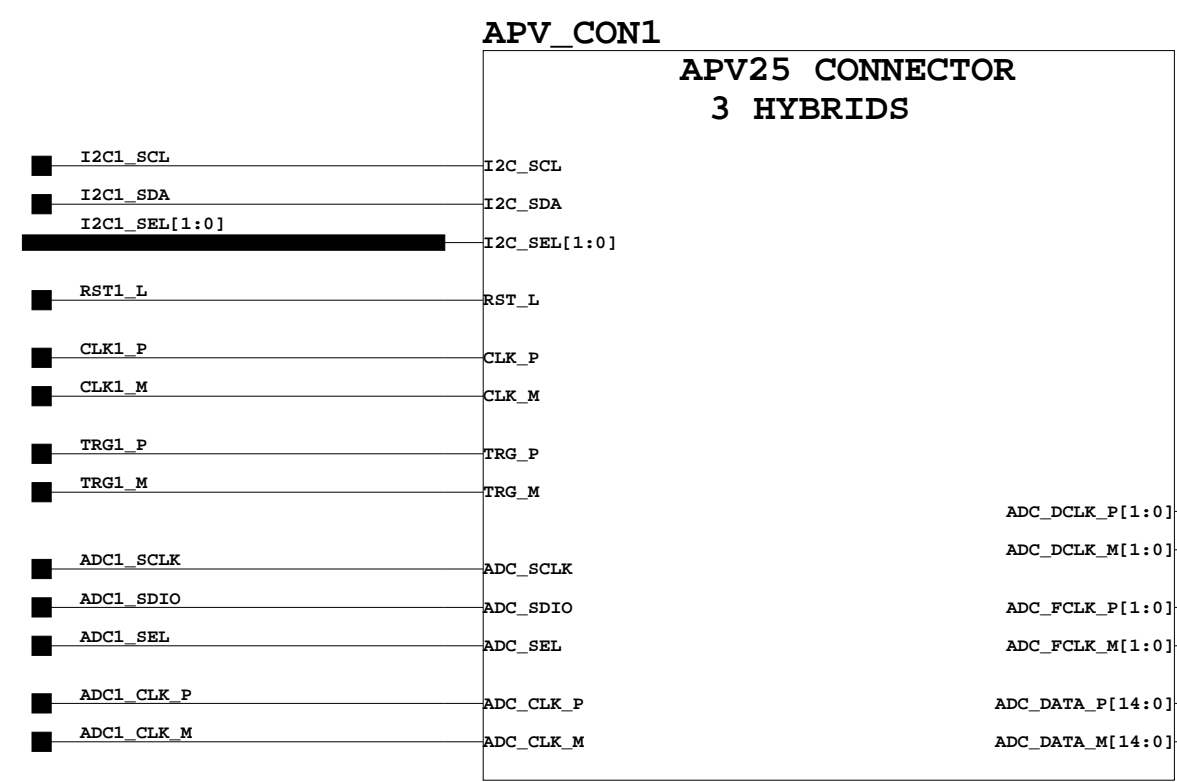 APV_CON1
APV25 CONNECTOR
3 HYBRIDS
I2C1_SCL
I2C_SCL
I2C1_SDA
I2C_SDA
I2C1_SEL[1:0]
I2C_SEL[1:0]
RST1_L
RST_L
CLK1_P
CLK_P
CLK1_M
CLK_M
TRG1_P
TRG_P
TRG1_M
TRG_M
ADC_DCLK_P[1:0]
ADC_DCLK_M[1:0]
ADC1_SCLK
ADC_SCLK
ADC1_SDIO
ADC_SDIO
ADC_FCLK_P[1:0]
ADC1_SEL
ADC_SEL
ADC_FCLK_M[1:0]
ADC1_CLK_P
ADC_CLK_P
ADC_DATA_P[14:0]
ADC1_CLK_M
ADC_CLK_M
ADC_DATA_M[14:0]